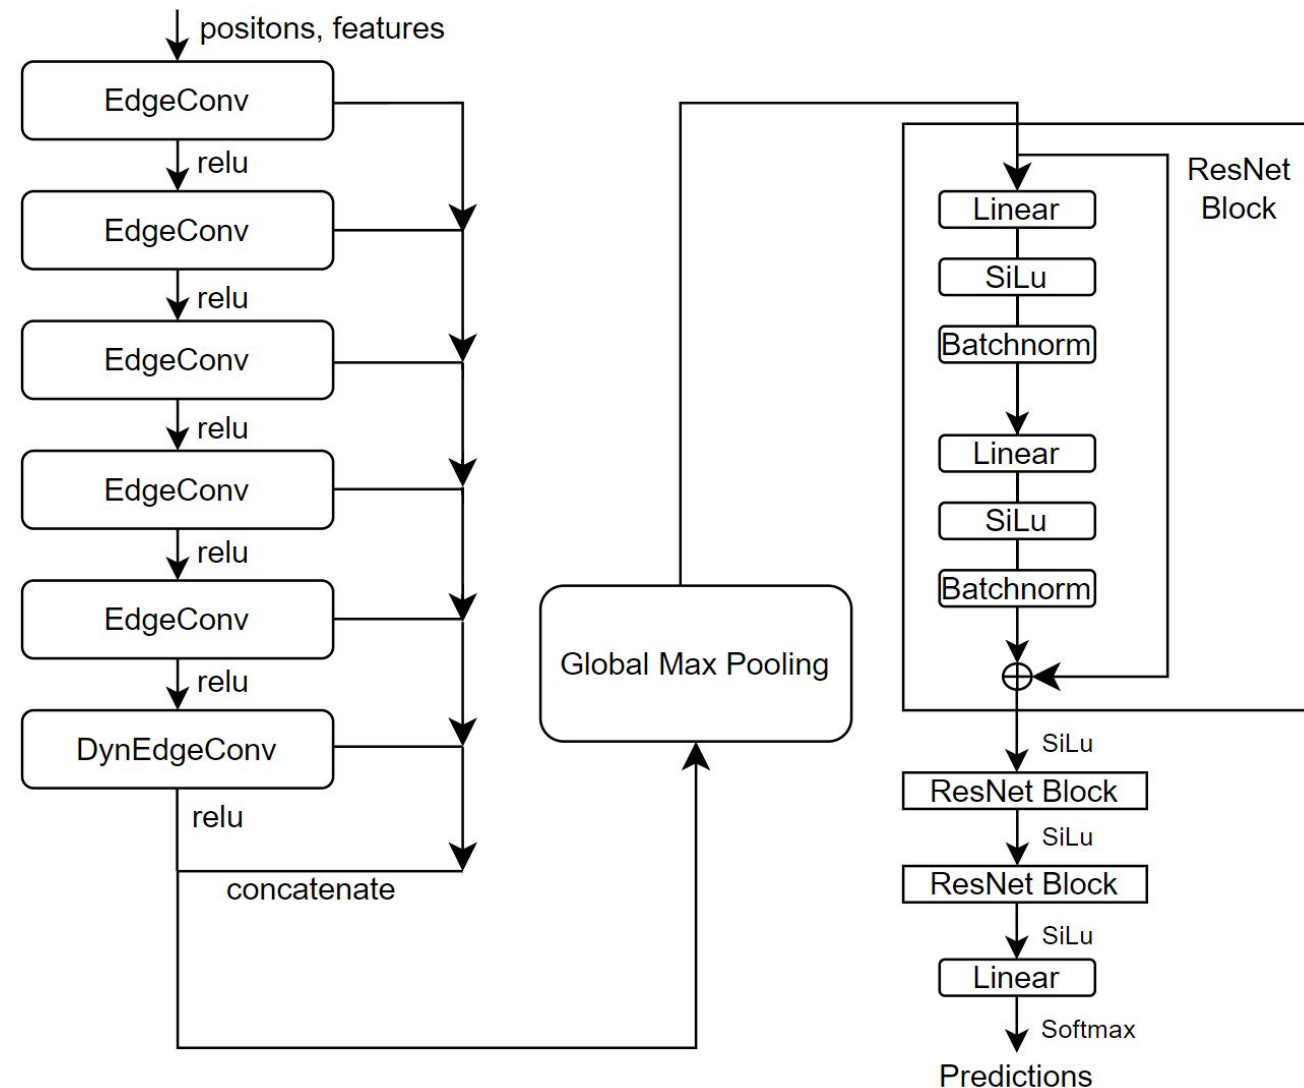 positons, features
EdgeConv
relu
EdgeConv
relu
EdgeConv
relu
EdgeConv
relu
EdgeConv
relu
DynEdgeConv
relu
concatenate
Global Max Pooling
ResNet
Block
Linear
SiLu
Batchnorm
Linear
SiLu
Batchnorm
SiLu
ResNet Block
SiLu
ResNet Block
SiLu
Linear
Softmax
Predictions